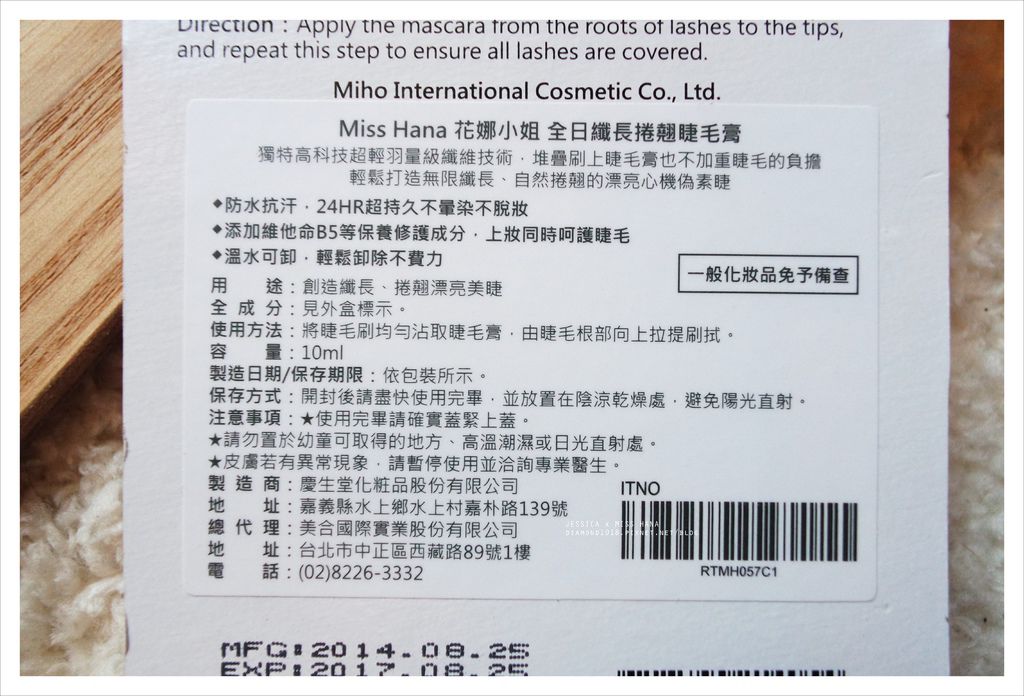 Direction : Apply the mascara from the roots of lashes to the tips,
and repeat this step to ensure all lashes are covered.
Miho International Cosmetic Co., Ltd.
Miss Hana 花娜小姐 全日纖長捲翹睫毛膏
獨特高科技超輕羽量級纖維技術，堆疊刷上睫毛膏也不加重睫毛的負擔
輕鬆打造無限纖長、自然捲翹的漂亮心機偽素睫
◆防水抗汗，24HR超持久不暈染不脫妝
◆添加維他命B5等保養修護成分，上妝同時呵護睫毛
◆溫水可卸，輕鬆卸除不費力
一般化妝品免予備查
用　　途：創造纖長、捲翹漂亮美睫
全 成 分：見外盒標示。
使用方法：將睫毛刷均勻沾取睫毛膏，由睫毛根部向上拉提刷拭。
容　　量：10ml
製造日期/保存期限：依包裝所示。
保存方式：開封後請盡快使用完畢，並放置在陰涼乾燥處，避免陽光直射。
注意事項：★使用完畢請確實蓋緊上蓋。
★請勿置於幼童可取得的地方、高溫潮濕或日光直射處。
★皮膚若有異常現象，請暫停使用並洽詢專業醫生。
製 造 商：慶生堂化粧品股份有限公司
地　　址：嘉義縣水上鄉水上村嘉朴路139號
總 代 理：美合國際實業股份有限公司
地　　址：台北市中正區西藏路89號1樓
電　　話：(02)8226-3332
ITNO
JESSICA x MISS HANA
DIAMOND1918.PIXNET.NET/BLOG
RTMH057C1
MFG:2014.08.25
EXP:2017.08.25